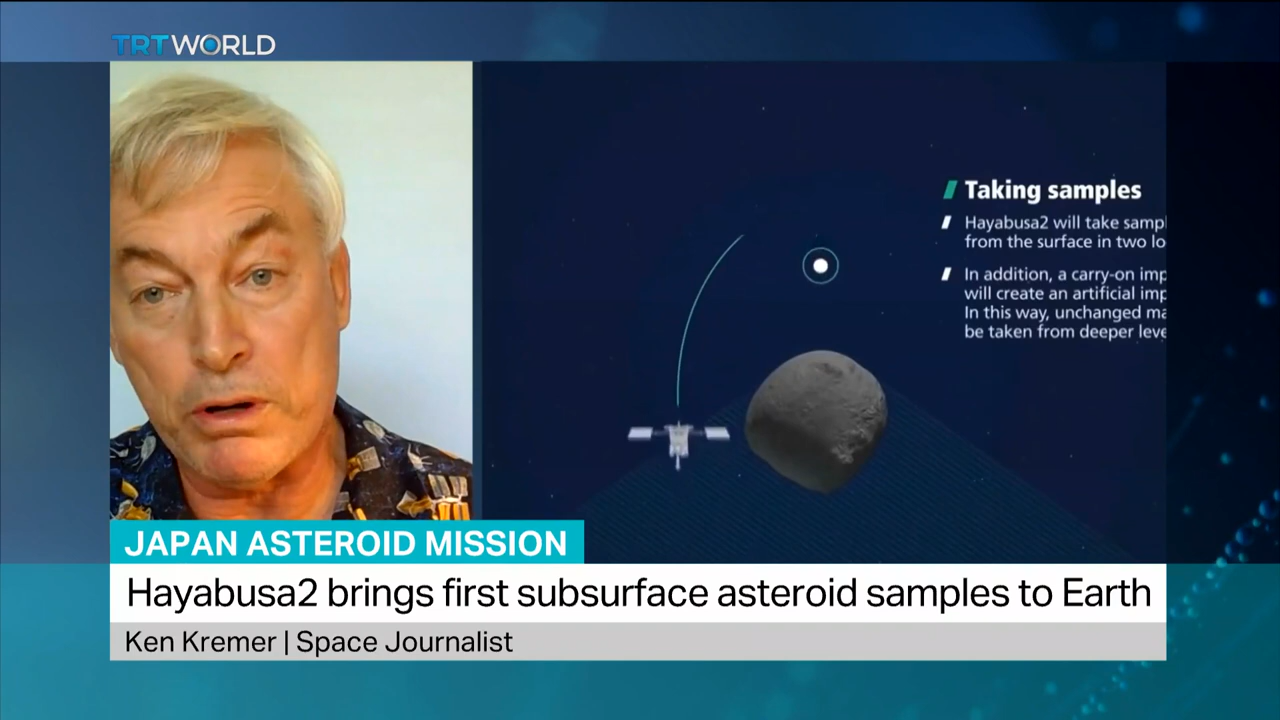 TRT WORLD
Taking samples
Hayabusa2 will take sampl
from the surface in two lo
In addition, a carry-on imp
will create an artificial imp
In this way, unchanged ma
be taken from deeper leve
JAPAN ASTEROID MISSION
Hayabusa2 brings first subsurface asteroid samples to Earth
Ken Kremer | Space Journalist